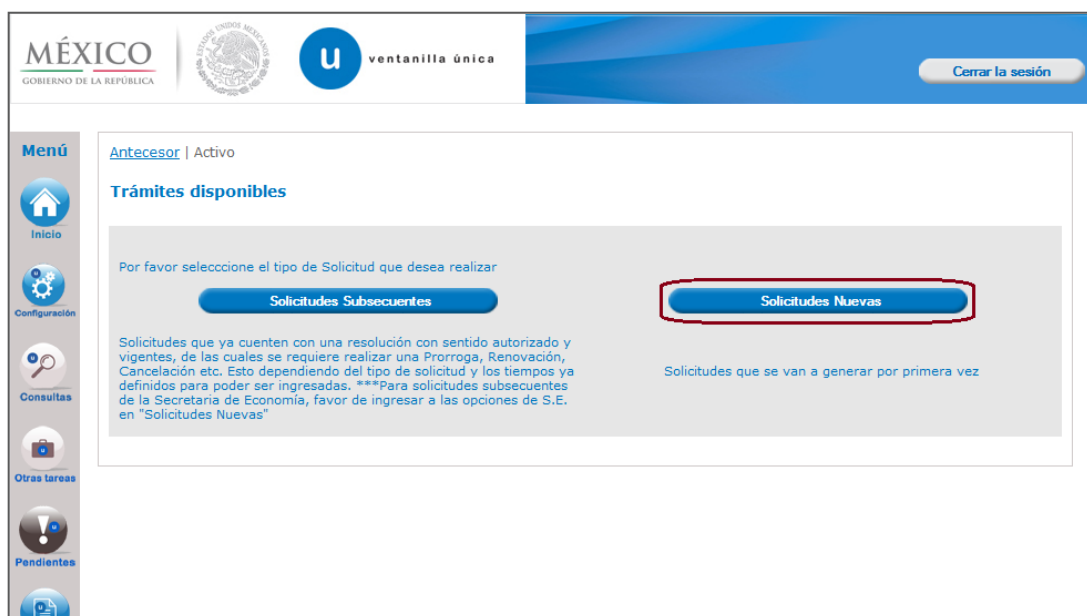 MÉXICO
GOBIERNO DE LA REPÚBLICA
ESTADOS UNIDOS MEXICANOS
u
ventanilla única
Cerrar la sesión
Menú
Inicio
Configuración
Consultas
Otras tareas
Pendientes
Antecesor | Activo
Trámites disponibles
Por favor selecccione el tipo de Solicitud que desea realizar
Solicitudes Subsecuentes
Solicitudes que ya cuenten con una resolución con sentido autorizado y
vigentes, de las cuales se requiere realizar una Prorroga, Renovación,
Cancelación etc. Esto dependiendo del tipo de solicitud y los tiempos ya
definidos para poder ser ingresadas. ***Para solicitudes subsecuentes
de la Secretaria de Economía, favor de ingresar a las opciones de S.E.
en "Solicitudes Nuevas"
Solicitudes Nuevas
Solicitudes que se van a generar por primera vez